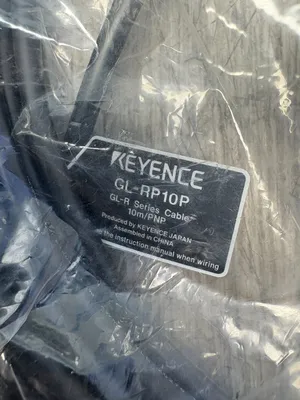 KEYENCE
GL-RP10P
GL-R Series Cable
10m/PNP
Produced by KEYENCE JAPAN
Assembled in CHINA
the instruction manual when wiring